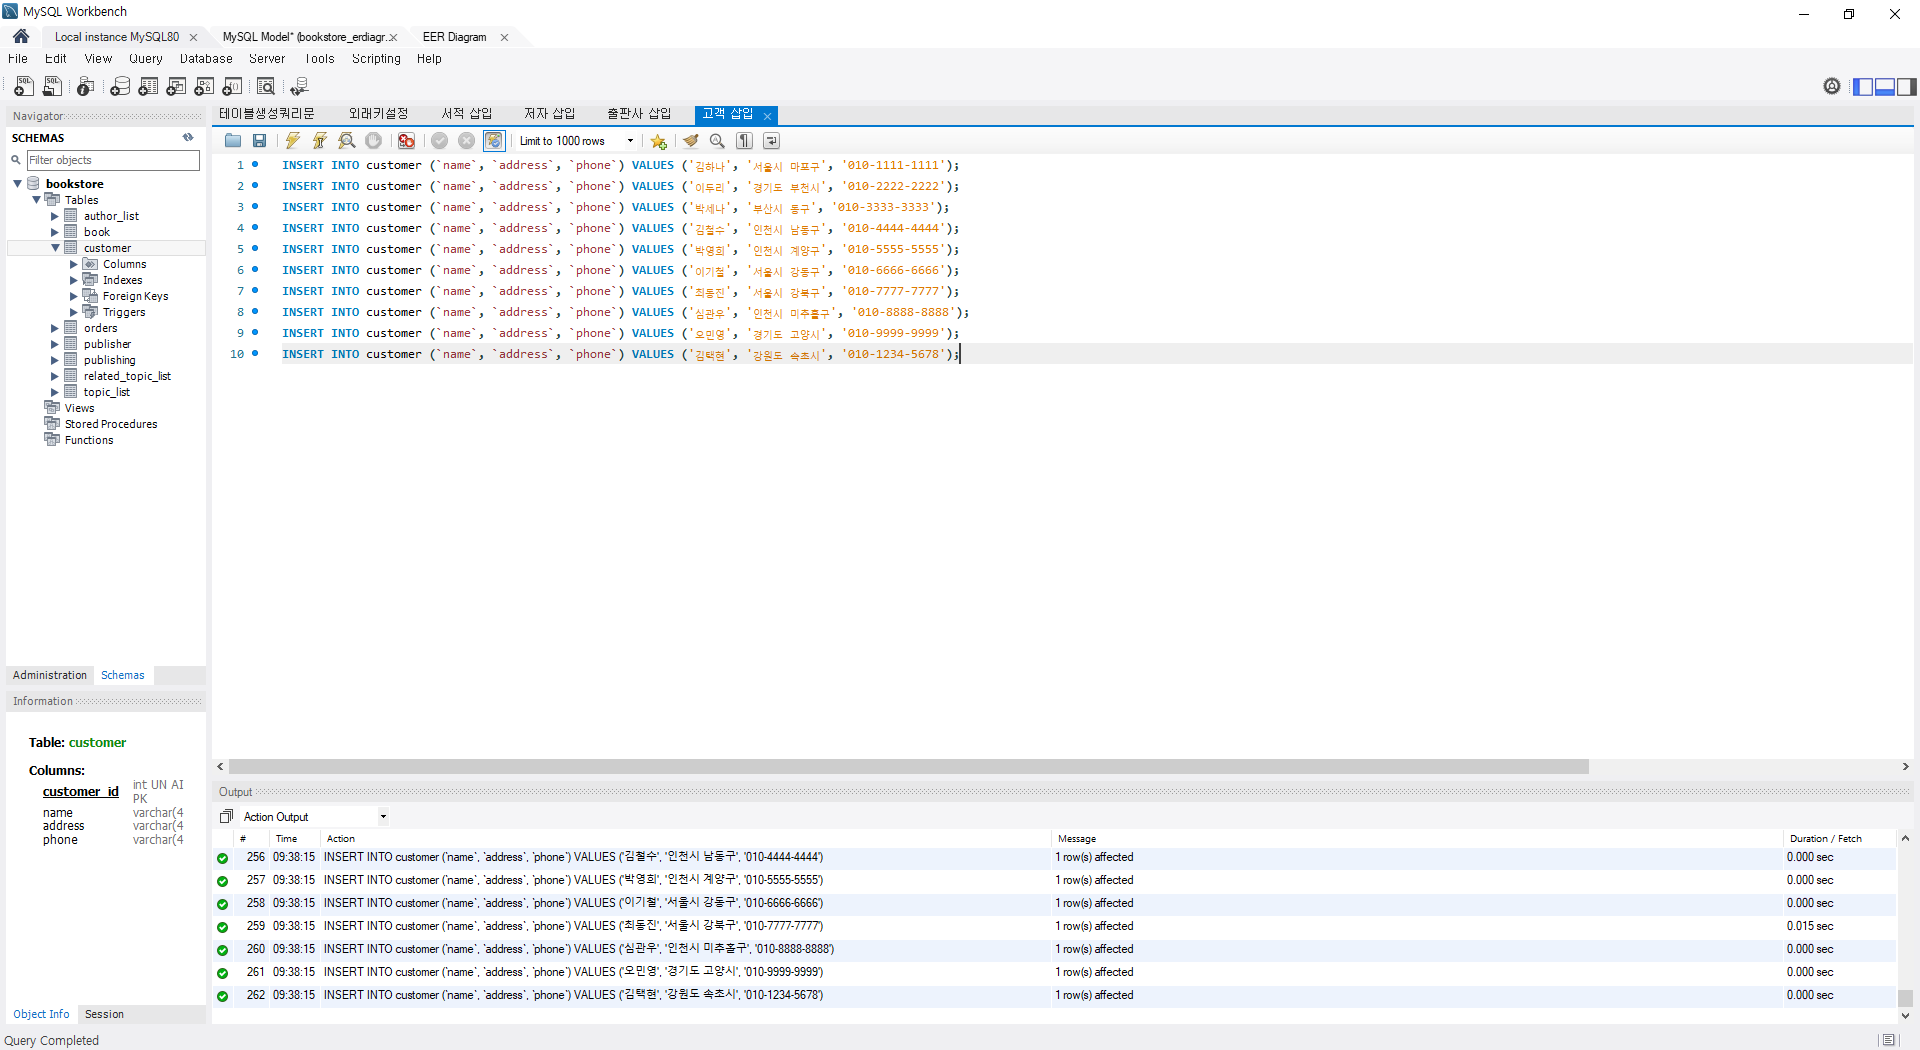 MySQL Workbench
Local instance MySQL80 MySQL Model* (bookstore_erdiagr... EER Diagram
File Edit View Query Database Server Tools Scripting Help
Navigator
SCHEMAS
Filter objects
bookstore
Tables
author_list
book
customer
Columns
Indexes
Foreign Keys
Triggers
orders
publisher
publishing
related_topic_list
topic_list
Views
Stored Procedures
Functions
Administration Schemas
Information
Table: customer
Columns:
customer_id int UN AI PK
name varchar(4
address varchar(4
phone varchar(4
Object Info Session
Query Completed
테이블생성쿼리문 외래키설정 서적 삽입 저자 삽입 출판사 삽입 고객 삽입
Limit to 1000 rows
1 INSERT INTO customer (`name`, `address`, `phone`) VALUES ('김하나', '서울시 마포구', '010-1111-1111');
2 INSERT INTO customer (`name`, `address`, `phone`) VALUES ('이두리', '경기도 부천시', '010-2222-2222');
3 INSERT INTO customer (`name`, `address`, `phone`) VALUES ('박세나', '부산시 동구', '010-3333-3333');
4 INSERT INTO customer (`name`, `address`, `phone`) VALUES ('김철수', '인천시 남동구', '010-4444-4444');
5 INSERT INTO customer (`name`, `address`, `phone`) VALUES ('박영희', '인천시 계양구', '010-5555-5555');
6 INSERT INTO customer (`name`, `address`, `phone`) VALUES ('이기철', '서울시 강동구', '010-6666-6666');
7 INSERT INTO customer (`name`, `address`, `phone`) VALUES ('최동진', '서울시 강북구', '010-7777-7777');
8 INSERT INTO customer (`name`, `address`, `phone`) VALUES ('심관우', '인천시 미추홀구', '010-8888-8888');
9 INSERT INTO customer (`name`, `address`, `phone`) VALUES ('오민영', '경기도 고양시', '010-9999-9999');
10 INSERT INTO customer (`name`, `address`, `phone`) VALUES ('김택현', '강원도 속초시', '010-1234-5678');
Output
Action Output
# Time Action Message Duration / Fetch
256 09:38:15 INSERT INTO customer (`name`, `address`, `phone`) VALUES ('김철수', '인천시 남동구', '010-4444-4444') 1 row(s) affected 0.000 sec
257 09:38:15 INSERT INTO customer (`name`, `address`, `phone`) VALUES ('박영희', '인천시 계양구', '010-5555-5555') 1 row(s) affected 0.000 sec
258 09:38:15 INSERT INTO customer (`name`, `address`, `phone`) VALUES ('이기철', '서울시 강동구', '010-6666-6666') 1 row(s) affected 0.000 sec
259 09:38:15 INSERT INTO customer (`name`, `address`, `phone`) VALUES ('최동진', '서울시 강북구', '010-7777-7777') 1 row(s) affected 0.015 sec
260 09:38:15 INSERT INTO customer (`name`, `address`, `phone`) VALUES ('심관우', '인천시 미추홀구', '010-8888-8888') 1 row(s) affected 0.000 sec
261 09:38:15 INSERT INTO customer (`name`, `address`, `phone`) VALUES ('오민영', '경기도 고양시', '010-9999-9999') 1 row(s) affected 0.000 sec
262 09:38:15 INSERT INTO customer (`name`, `address`, `phone`) VALUES ('김택현', '강원도 속초시', '010-1234-5678') 1 row(s) affected 0.000 sec